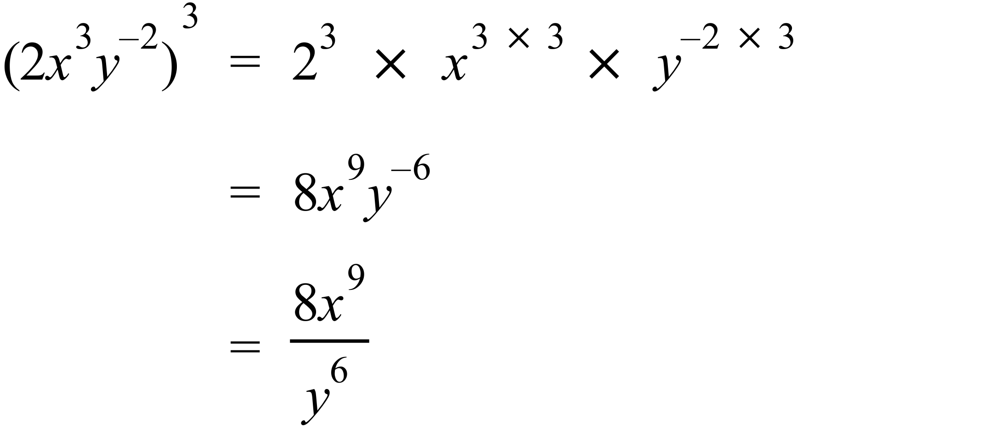 (2x³y⁻²)³ = 2³ × x³ ˣ ³ × y⁻² ˣ ³
= 8x⁹y⁻⁶
= 8x⁹/y⁶